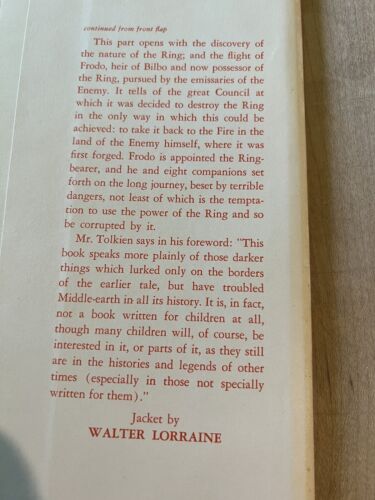 continued from front flap
This part opens with the discovery of
the nature of the Ring; and the flight of
Frodo, heir of Bilbo and now possessor of
the Ring, pursued by the emissaries of the
Enemy. It tells of the great Council at
which it was decided to destroy the Ring
in the only way in which this could be
achieved: to take it back to the Fire in the
land of the Enemy himself, where it was
first forged. Frodo is appointed the Ring-
bearer, and he and eight companions set
forth on the long journey, beset by terrible
dangers, not least of which is the tempta-
tion to use the power of the Ring and so
be corrupted by it.
Mr. Tolkien says in his foreword: "This
book speaks more plainly of those darker
things which lurked only on the borders
of the earlier tale, but have troubled
Middle-earth in all its history. It is, in fact,
not a book written for children at all,
though many children will, of course, be
interested in it, or parts of it, as they still
are in the histories and legends of other
times (especially in those not specially
written for them)."
Jacket by
WALTER LORRAINE